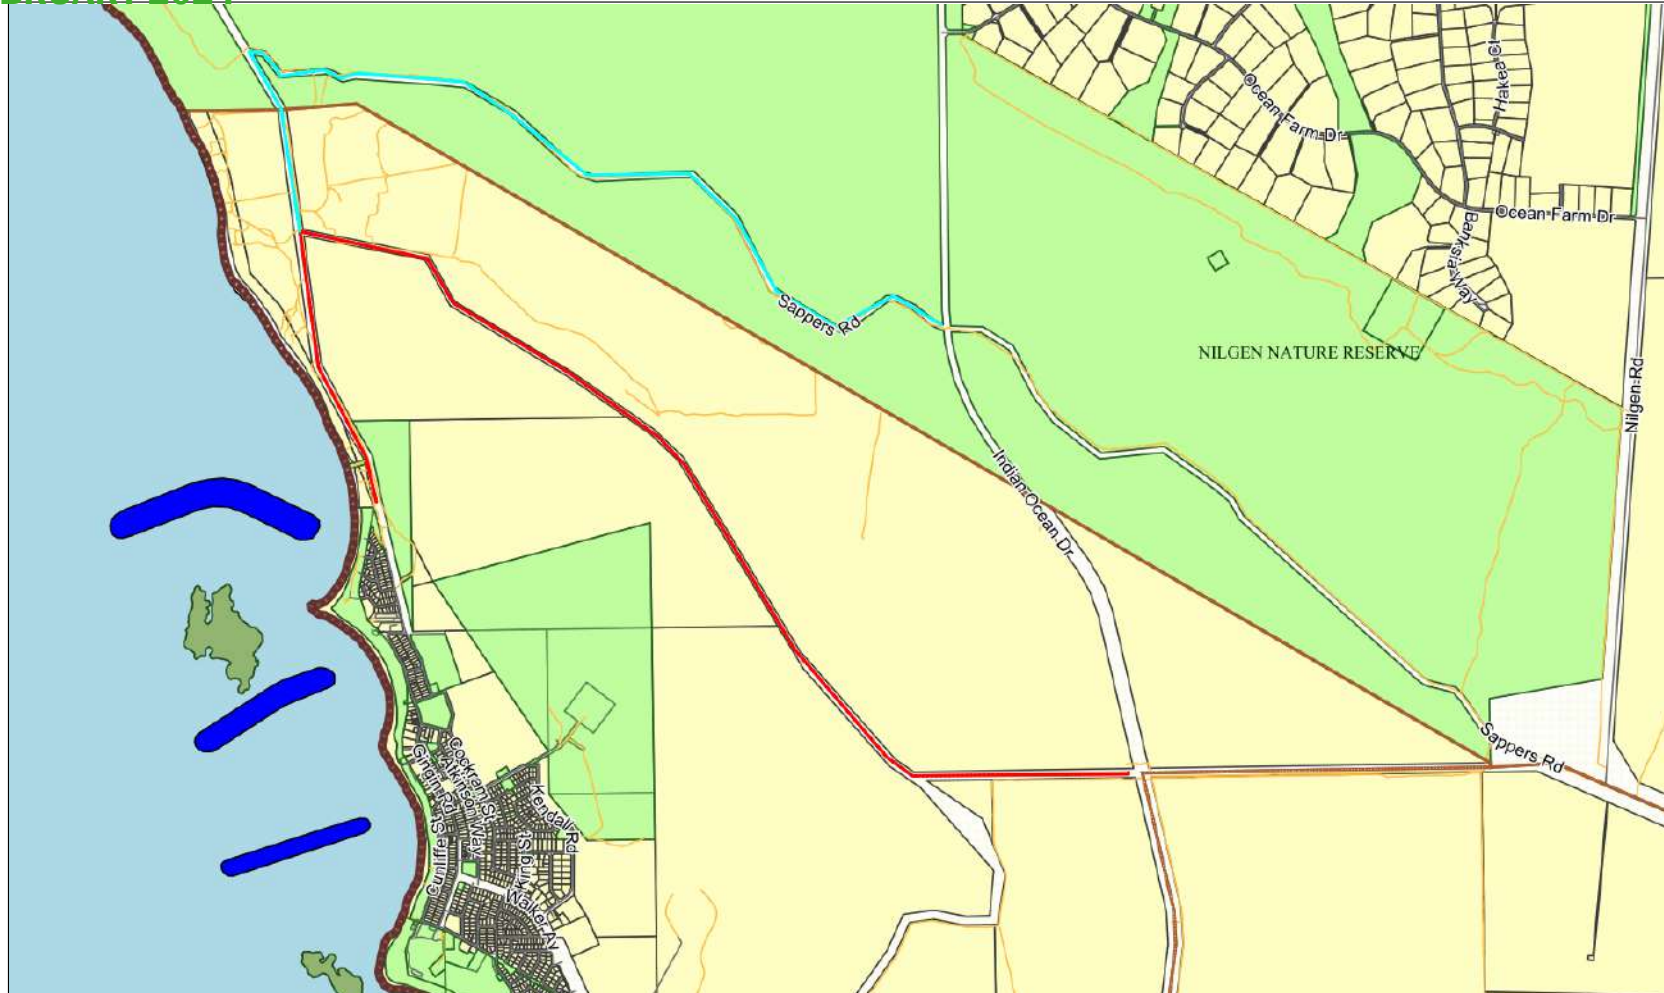 Hakea Ct
Ocean Farm Dr
Ocean Farm Dr
Banksia Way
Sappers Rd
NILGEN NATURE RESERVE
Nilgen Rd
Indian Ocean Dr
Sappers Rd
Cockram St
Atkinson Way
Gingin Rd
Kendall Rd
King St
Cunliffe St
Walker Av